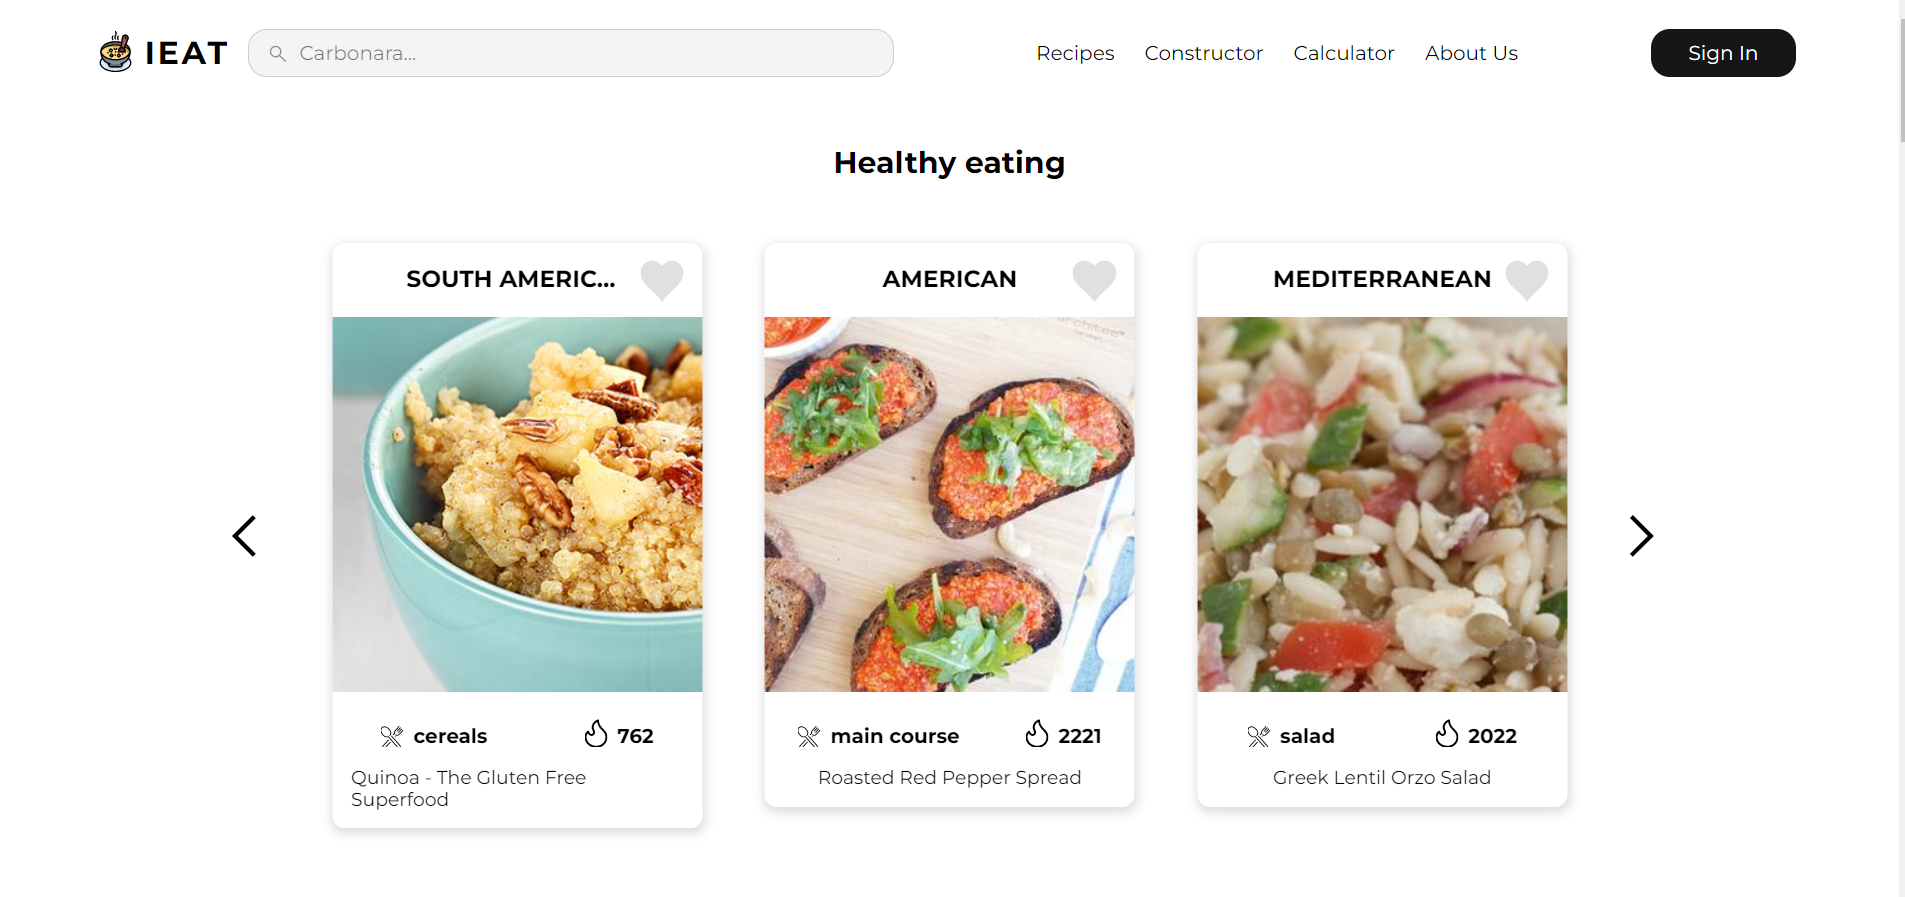 IEAT
Carbonara...
Recipes Constructor Calculator About Us
Sign In
Healthy eating
SOUTH AMERIC...
cereals 762
Quinoa - The Gluten Free
Superfood
AMERICAN
main course 2221
Roasted Red Pepper Spread
MEDITERRANEAN
salad 2022
Greek Lentil Orzo Salad